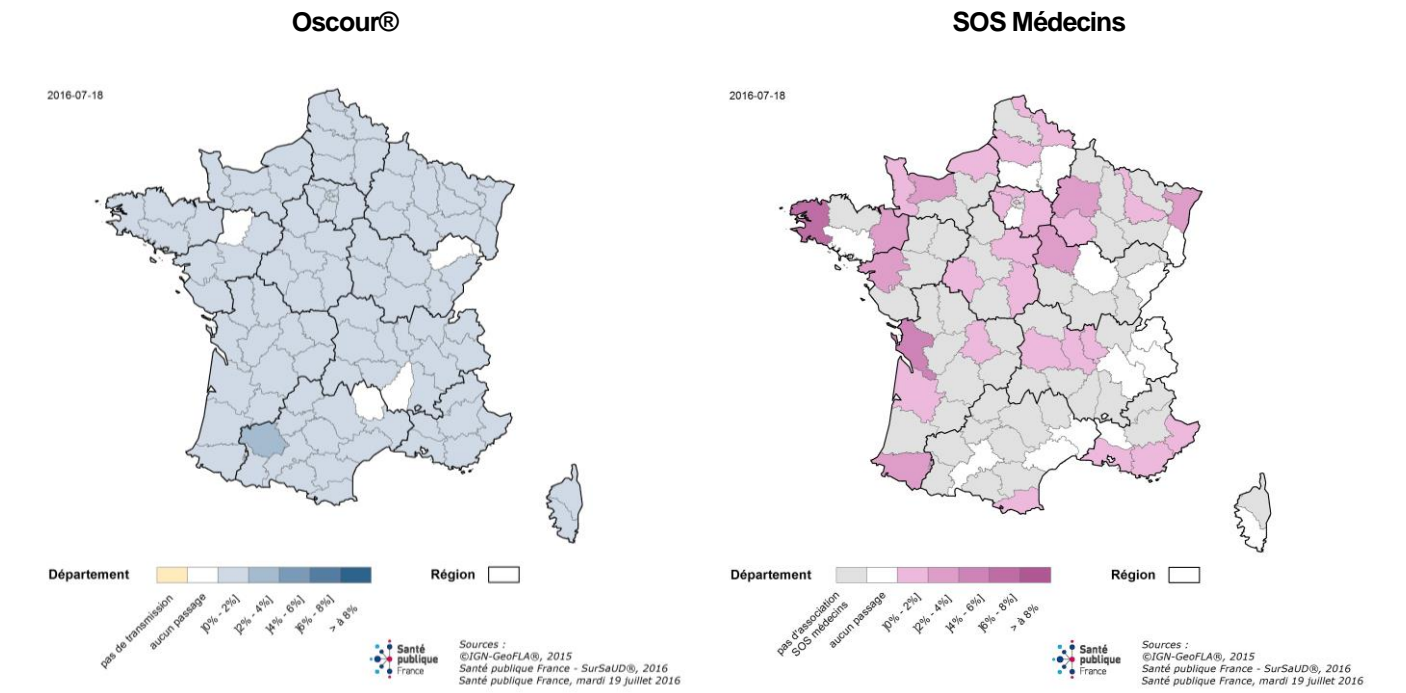 Oscour®
SOS Médecins
2016-07-18
2016-07-18
Département
pas de transmission
aucun passage
]0% - 2%]
]2% - 4%]
]4% - 6%]
]6% - 8%]
> à 8%
Région
Santé
publique
France
Sources :
©IGN-GeoFLA®, 2015
Santé publique France - SurSaUD®, 2016
Santé publique France, mardi 19 juillet 2016
Département
pas d'association
SOS médecins
aucun passage
]0% - 2%]
]2% - 4%]
]4% - 6%]
]6% - 8%]
> à 8%
Région
Santé
publique
France
Sources :
©IGN-GeoFLA®, 2015
Santé publique France - SurSaUD®, 2016
Santé publique France, mardi 19 juillet 2016